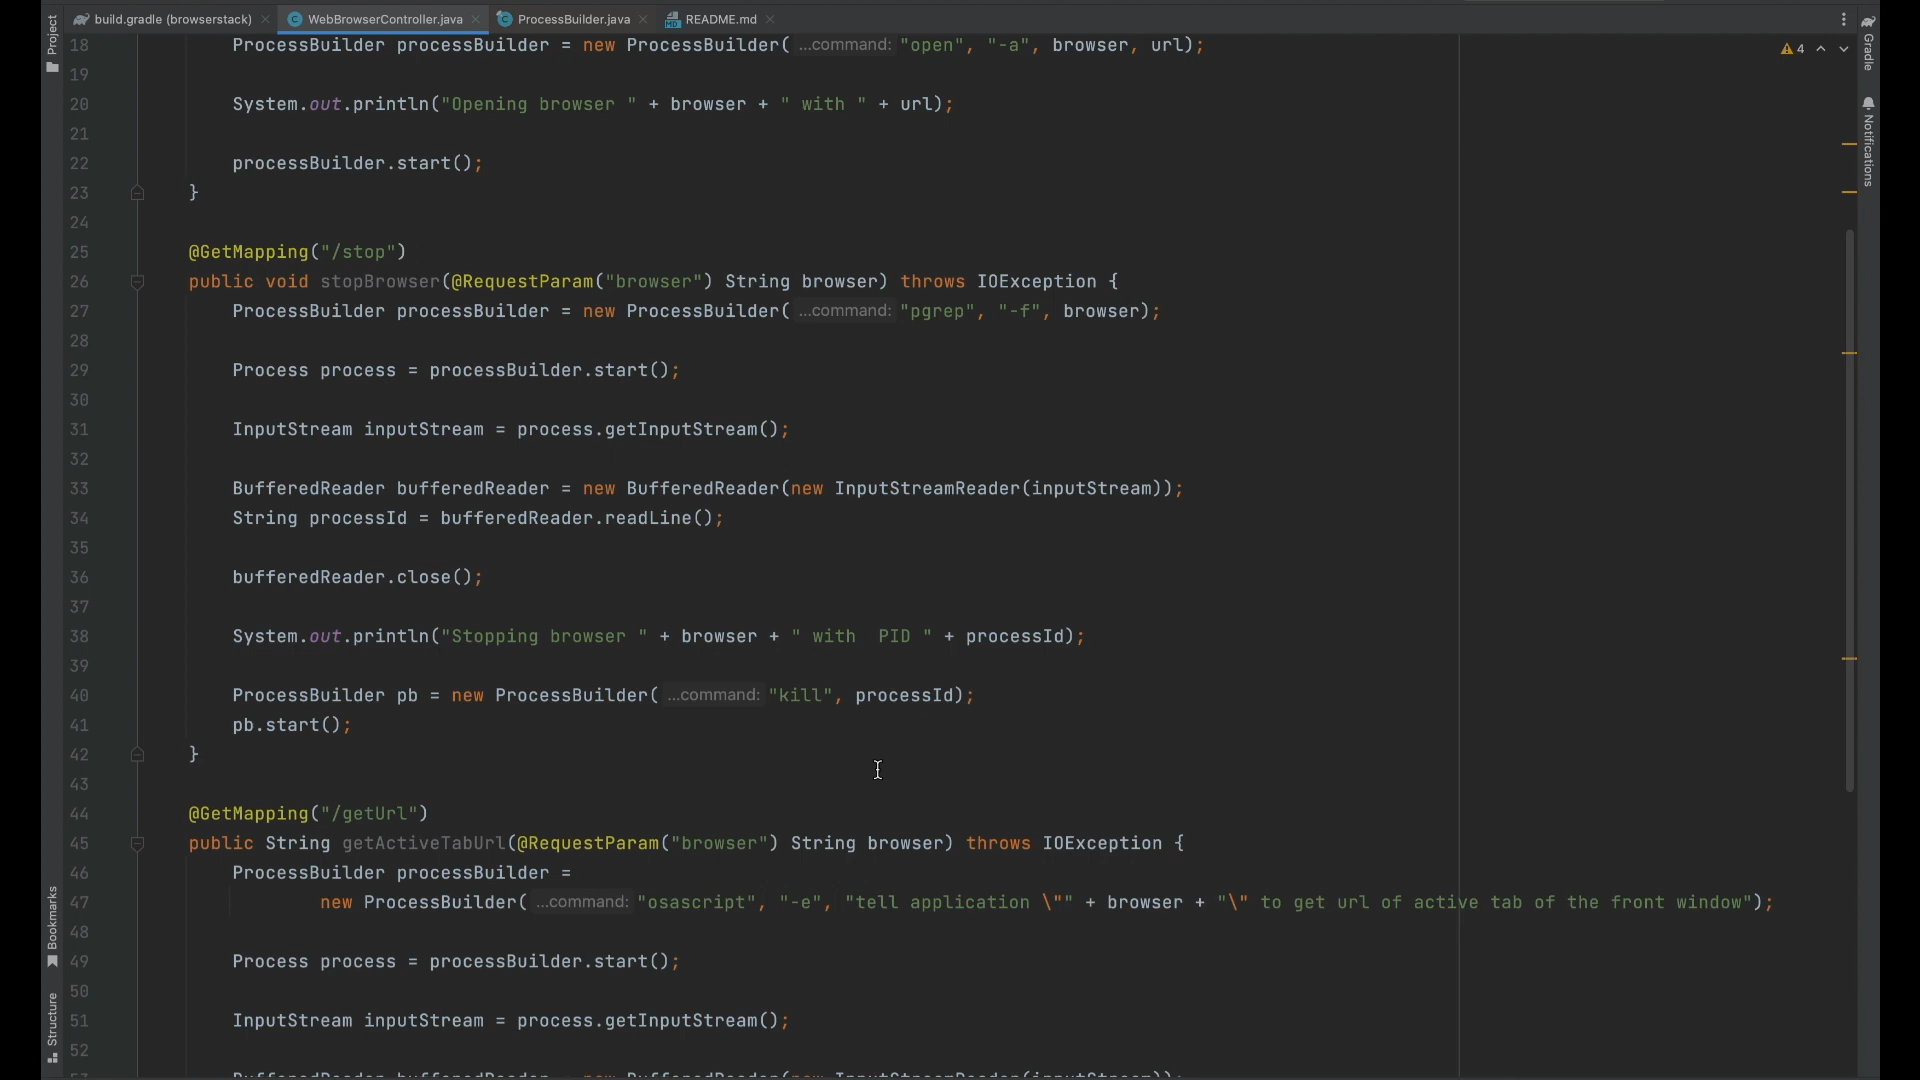 Project
build.gradle (browserstack)
WebBrowserController.java
ProcessBuilder.java
README.md
Gradle
Notifications
4
18 ProcessBuilder processBuilder = new ProcessBuilder( ...command: "open", "-a", browser, url);
19
20 System.out.println("Opening browser " + browser + " with " + url);
21
22 processBuilder.start();
23 }
24
25 @GetMapping("/stop")
26 public void stopBrowser(@RequestParam("browser") String browser) throws IOException {
27 ProcessBuilder processBuilder = new ProcessBuilder( ...command: "pgrep", "-f", browser);
28
29 Process process = processBuilder.start();
30
31 InputStream inputStream = process.getInputStream();
32
33 BufferedReader bufferedReader = new BufferedReader(new InputStreamReader(inputStream));
34 String processId = bufferedReader.readLine();
35
36 bufferedReader.close();
37
38 System.out.println("Stopping browser " + browser + " with  PID " + processId);
39
40 ProcessBuilder pb = new ProcessBuilder( ...command: "kill", processId);
41 pb.start();
42 }
43
44 @GetMapping("/getUrl")
45 public String getActiveTabUrl(@RequestParam("browser") String browser) throws IOException {
46 ProcessBuilder processBuilder =
47 new ProcessBuilder( ...command: "osascript", "-e", "tell application \"" + browser + "\" to get url of active tab of the front window");
48
49 Process process = processBuilder.start();
50
51 InputStream inputStream = process.getInputStream();
52
53 BufferedReader bufferedReader = new BufferedReader(new InputStreamReader(inputStream));
Bookmarks
Structure